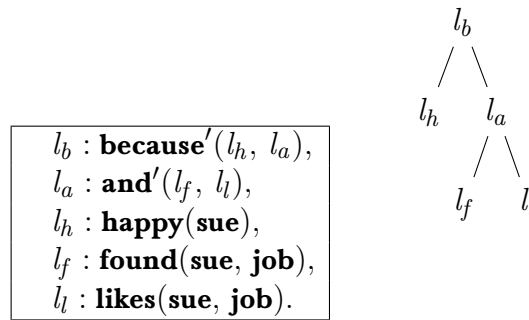 l_b
l_h l_a
l_f l
l_b : because′(l_h, l_a),
l_a : and′(l_f, l_l),
l_h : happy(sue),
l_f : found(sue, job),
l_l : likes(sue, job).